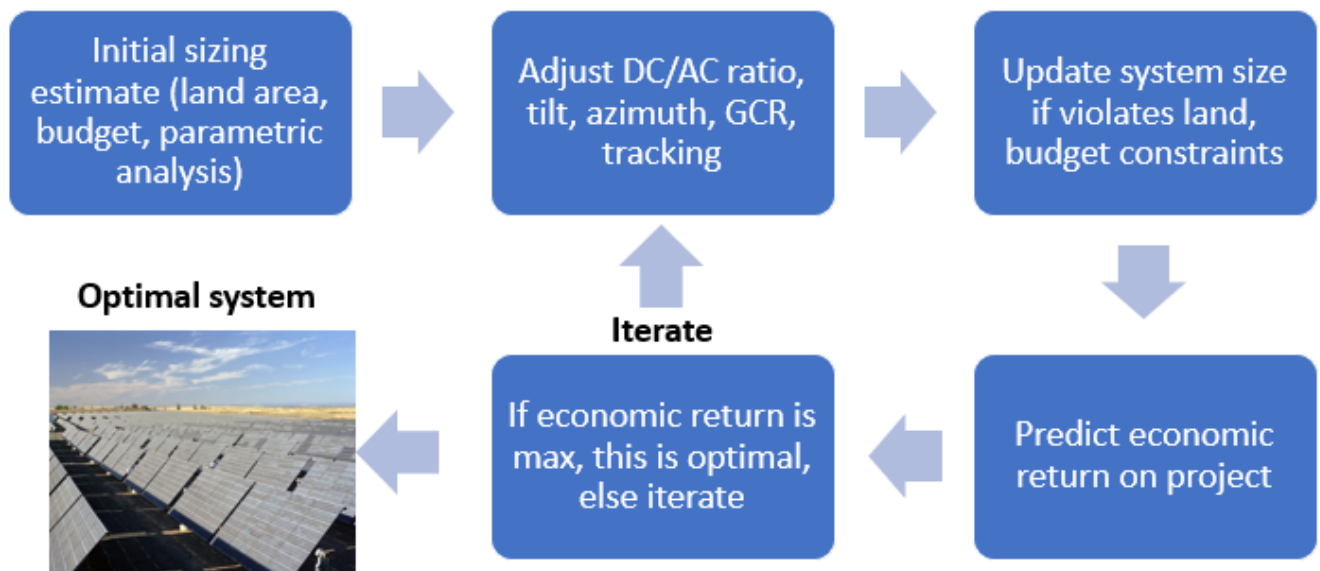 Initial sizing
estimate (land area,
budget, parametric
analysis)
Adjust DC/AC ratio,
tilt, azimuth, GCR,
tracking
Update system size
if violates land,
budget constraints
Predict economic
return on project
Iterate
If economic return is
max, this is optimal,
else iterate
Optimal system